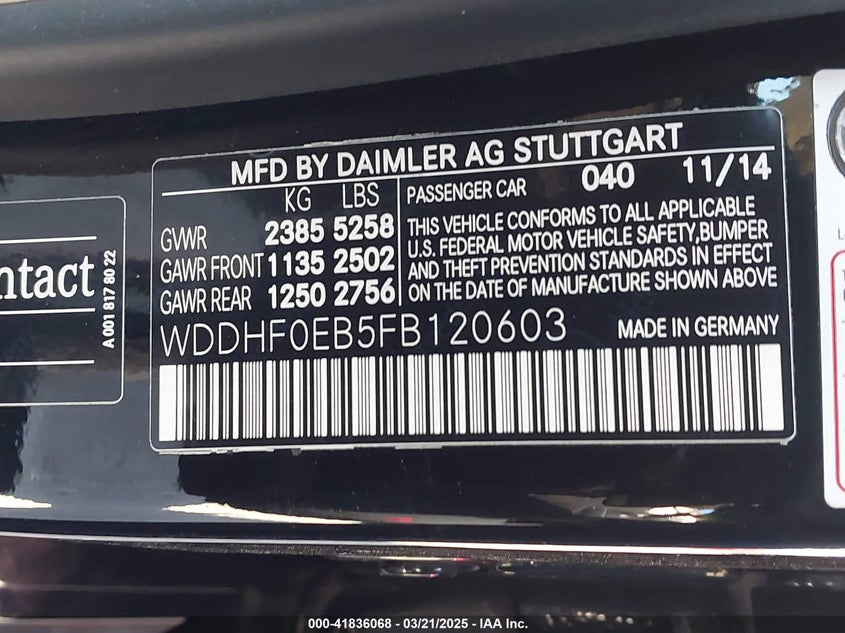 MFD BY DAIMLER AG STUTTGART
KG LBS
GVWR 2385 5258
GAWR FRONT 1135 2502
GAWR REAR 1250 2756
PASSENGER CAR 040 11/14
THIS VEHICLE CONFORMS TO ALL APPLICABLE
U.S. FEDERAL MOTOR VEHICLE SAFETY,BUMPER
AND THEFT PREVENTION STANDARDS IN EFFECT
ON THE DATE OF MANUFACTURE SHOWN ABOVE
WDDHF0EB5FB120603 MADE IN GERMANY
ntact
A 001 817 80 22
000-41836068 - 03/21/2025 - IAA Inc.